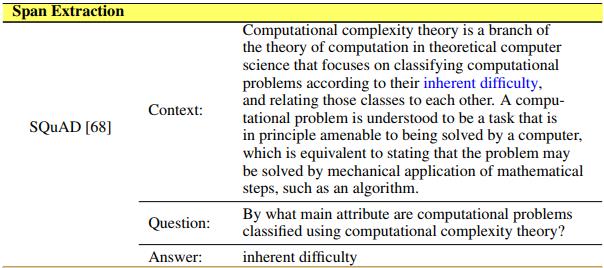 Span Extraction
SQuAD [68]
Context:
Computational complexity theory is a branch of
the theory of computation in theoretical computer
science that focuses on classifying computational
problems according to their inherent difficulty,
and relating those classes to each other. A compu-
tational problem is understood to be a task that is
in principle amenable to being solved by a computer,
which is equivalent to stating that the problem may
be solved by mechanical application of mathematical
steps, such as an algorithm.
Question:
By what main attribute are computational problems
classified using computational complexity theory?
Answer:
inherent difficulty